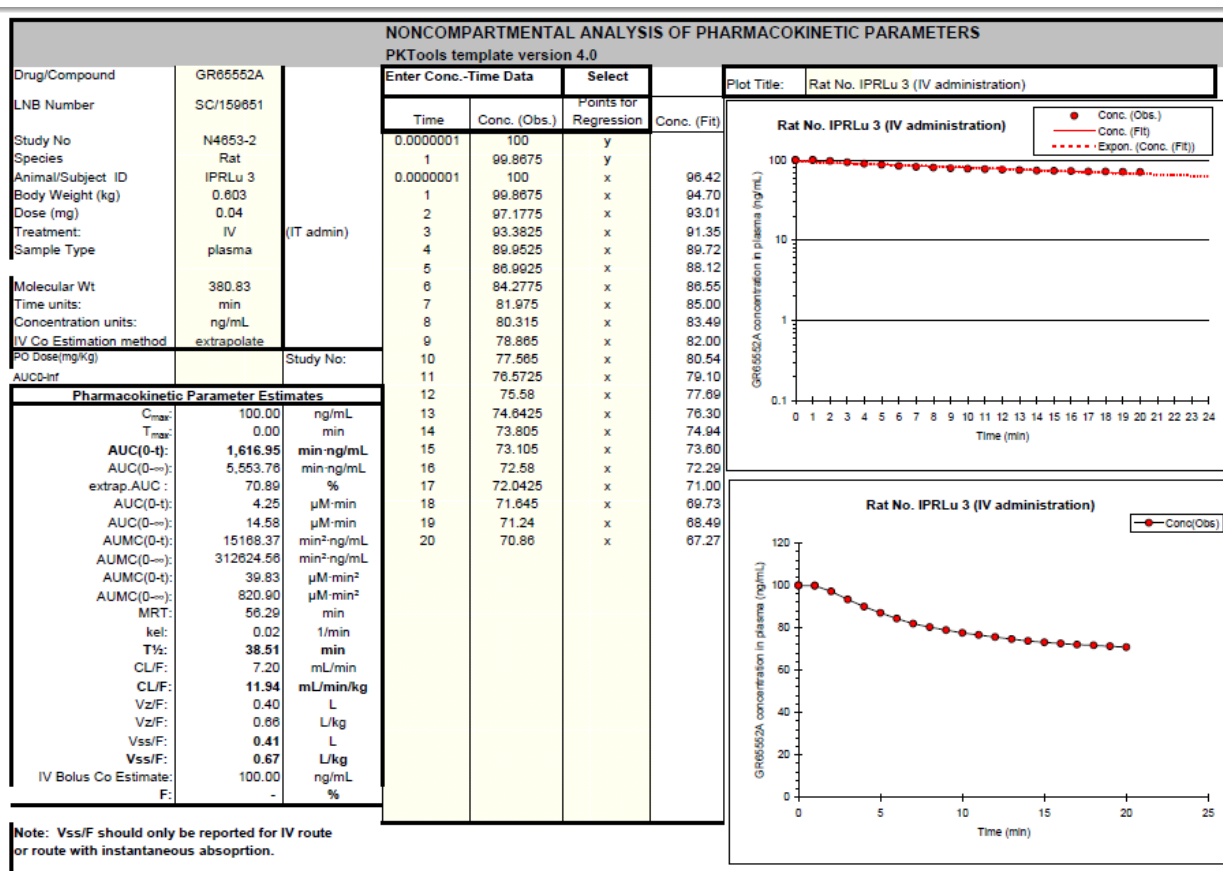 NONCOMPARTMENTAL ANALYSIS OF PHARMACOKINETIC PARAMETERS
PKTools template version 4.0
Drug/Compound GR65552A
LNB Number SC/159651
Study No N4653-2
Species Rat
Animal/Subject ID IPRLu 3
Body Weight (kg) 0.603
Dose (mg) 0.04
Treatment: IV (IT admin)
Sample Type plasma
Molecular Wt 380.83
Time units: min
Concentration units: ng/mL
IV Co Estimation method extrapolate
PO Dose(mg/Kg) Study No:
AUC0-inf
Pharmacokinetic Parameter Estimates
Cmax: 100.00 ng/mL
Tmax: 0.00 min
AUC(0-t): 1,616.95 min·ng/mL
AUC(0-∞): 5,553.76 min·ng/mL
extrap.AUC : 70.89 %
AUC(0-t): 4.25 µM·min
AUC(0-∞): 14.58 µM·min
AUMC(0-t): 15168.37 min²·ng/mL
AUMC(0-∞): 312624.56 min²·ng/mL
AUMC(0-t): 39.83 µM·min²
AUMC(0-∞): 820.90 µM·min²
MRT: 56.29 min
kel: 0.02 1/min
T½: 38.51 min
CL/F: 7.20 mL/min
CL/F: 11.94 mL/min/kg
Vz/F: 0.40 L
Vz/F: 0.66 L/kg
Vss/F: 0.41 L
Vss/F: 0.67 L/kg
IV Bolus Co Estimate: 100.00 ng/mL
F: - %
Note: Vss/F should only be reported for IV route
or route with instantaneous absoprtion.
Enter Conc.-Time Data Select
Points for
Time Conc. (Obs.) Regression Conc. (Fit)
0.0000001 100 y
1 99.8675 y
0.0000001 100 x 96.42
1 99.8675 x 94.70
2 97.1775 x 93.01
3 93.3825 x 91.35
4 89.9525 x 89.72
5 86.9925 x 88.12
6 84.2775 x 86.55
7 81.975 x 85.00
8 80.315 x 83.49
9 78.865 x 82.00
10 77.565 x 80.54
11 76.5725 x 79.10
12 75.58 x 77.69
13 74.6425 x 76.30
14 73.805 x 74.94
15 73.105 x 73.60
16 72.58 x 72.29
17 72.0425 x 71.00
18 71.645 x 69.73
19 71.24 x 68.49
20 70.86 x 67.27
Plot Title: Rat No. IPRLu 3 (IV administration)
Rat No. IPRLu 3 (IV administration)
Conc. (Obs.)
Conc. (Fit)
Expon. (Conc. (Fit))
GR65552A concentration in plasma (ng/mL)
100
10
1
0.1
0 1 2 3 4 5 6 7 8 9 10 11 12 13 14 15 16 17 18 19 20 21 22 23 24
Time (min)
Rat No. IPRLu 3 (IV administration)
Conc(Obs)
GR65552A concentration in plasma (ng/mL)
120
100
80
60
40
20
0
0 5 10 15 20 25
Time (min)